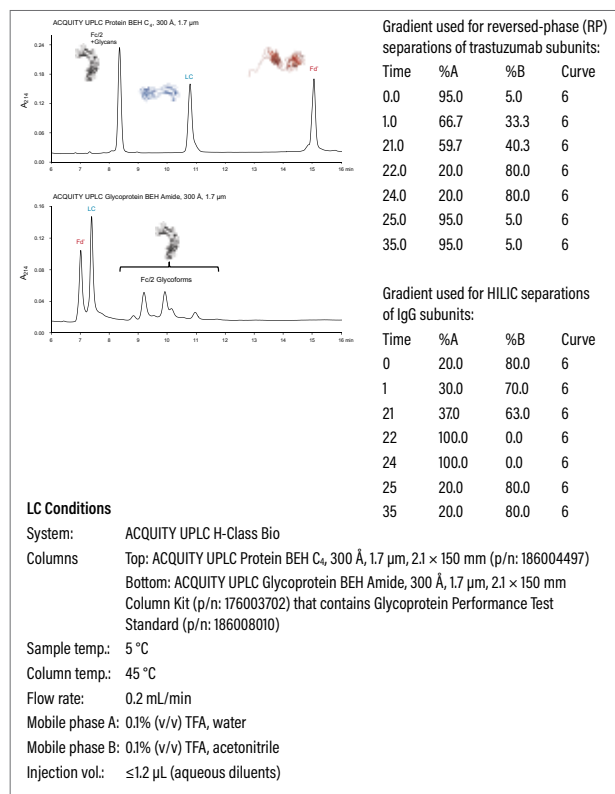 ACQUITY UPLC Protein BEH C₄, 300 Å, 1.7 µm
Fc/2
+Glycans
LC
Fd'
0.24
0.18
0.12
0.06
0.00
A₂₁₄
6 7 8 9 10 11 12 13 14 15 16 min
ACQUITY UPLC Glycoprotein BEH Amide, 300 Å, 1.7 µm
LC
Fd'
Fc/2 Glycoforms
0.16
0.12
0.08
0.04
0.00
A₂₁₄
6 7 8 9 10 11 12 13 14 15 16 min
Gradient used for reversed-phase (RP)
separations of trastuzumab subunits:
Time %A %B Curve
0.0 95.0 5.0 6
1.0 66.7 33.3 6
21.0 59.7 40.3 6
22.0 20.0 80.0 6
24.0 20.0 80.0 6
25.0 95.0 5.0 6
35.0 95.0 5.0 6
Gradient used for HILIC separations
of IgG subunits:
Time %A %B Curve
0 20.0 80.0 6
1 30.0 70.0 6
21 37.0 63.0 6
22 100.0 0.0 6
24 100.0 0.0 6
25 20.0 80.0 6
35 20.0 80.0 6
LC Conditions
System: ACQUITY UPLC H-Class Bio
Columns Top: ACQUITY UPLC Protein BEH C₄, 300 Å, 1.7 µm, 2.1 × 150 mm (p/n: 186004497)
Bottom: ACQUITY UPLC Glycoprotein BEH Amide, 300 Å, 1.7 µm, 2.1 × 150 mm
Column Kit (p/n: 176003702) that contains Glycoprotein Performance Test
Standard (p/n: 186008010)
Sample temp.: 5 °C
Column temp.: 45 °C
Flow rate: 0.2 mL/min
Mobile phase A: 0.1% (v/v) TFA, water
Mobile phase B: 0.1% (v/v) TFA, acetonitrile
Injection vol.: ≤1.2 µL (aqueous diluents)